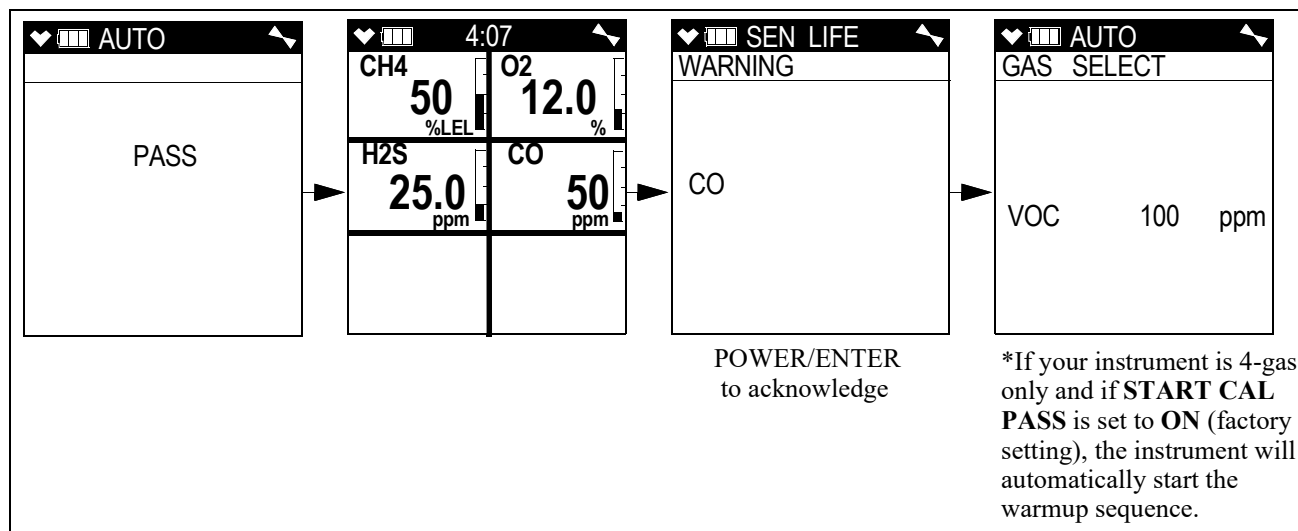 AUTO
PASS
4:07
CH4
50
%LEL
O2
12.0
%
H2S
25.0
ppm
CO
50
ppm
SEN LIFE
WARNING
CO
POWER/ENTER
to acknowledge
AUTO
GAS SELECT
VOC 100 ppm
*If your instrument is 4-gas
only and if START CAL
PASS is set to ON (factory
setting), the instrument will
automatically start the
warmup sequence.